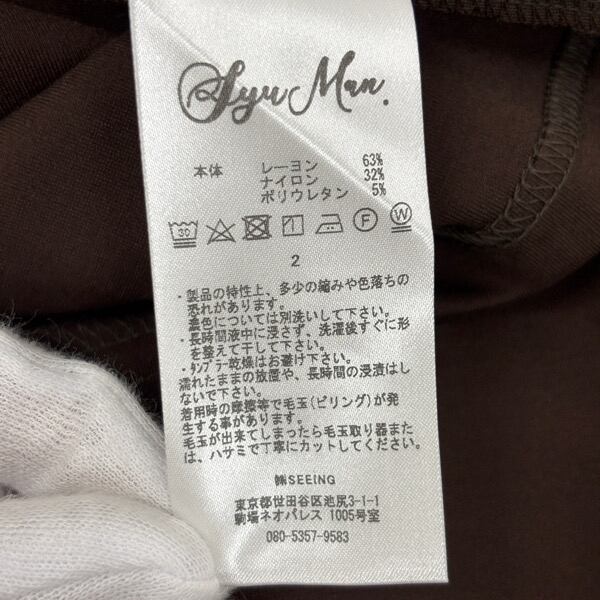 Syu Man.
本体 レーヨン 63%
ナイロン 32%
ポリウレタン 5%
30 F W
2
・製品の特性上、多少の縮みや色落ちの
恐れがあります。
濃色については別洗いして下さい。
・長時間液中に浸さず、洗濯後すぐに形
を整えて干して下さい。
・タンブラー乾燥はお避け下さい。
濡れたままの放置や、長時間の浸漬はし
ないで下さい。
着用時の摩擦等で毛玉(ピリング)が発
生する事があります。
毛玉が出来てしまったら毛玉取り器また
は、ハサミで丁寧にカットしてください。
㈱SEEING
東京都世田谷区池尻3-1-1
駒場ネオパレス 1005号室
080-5357-9583